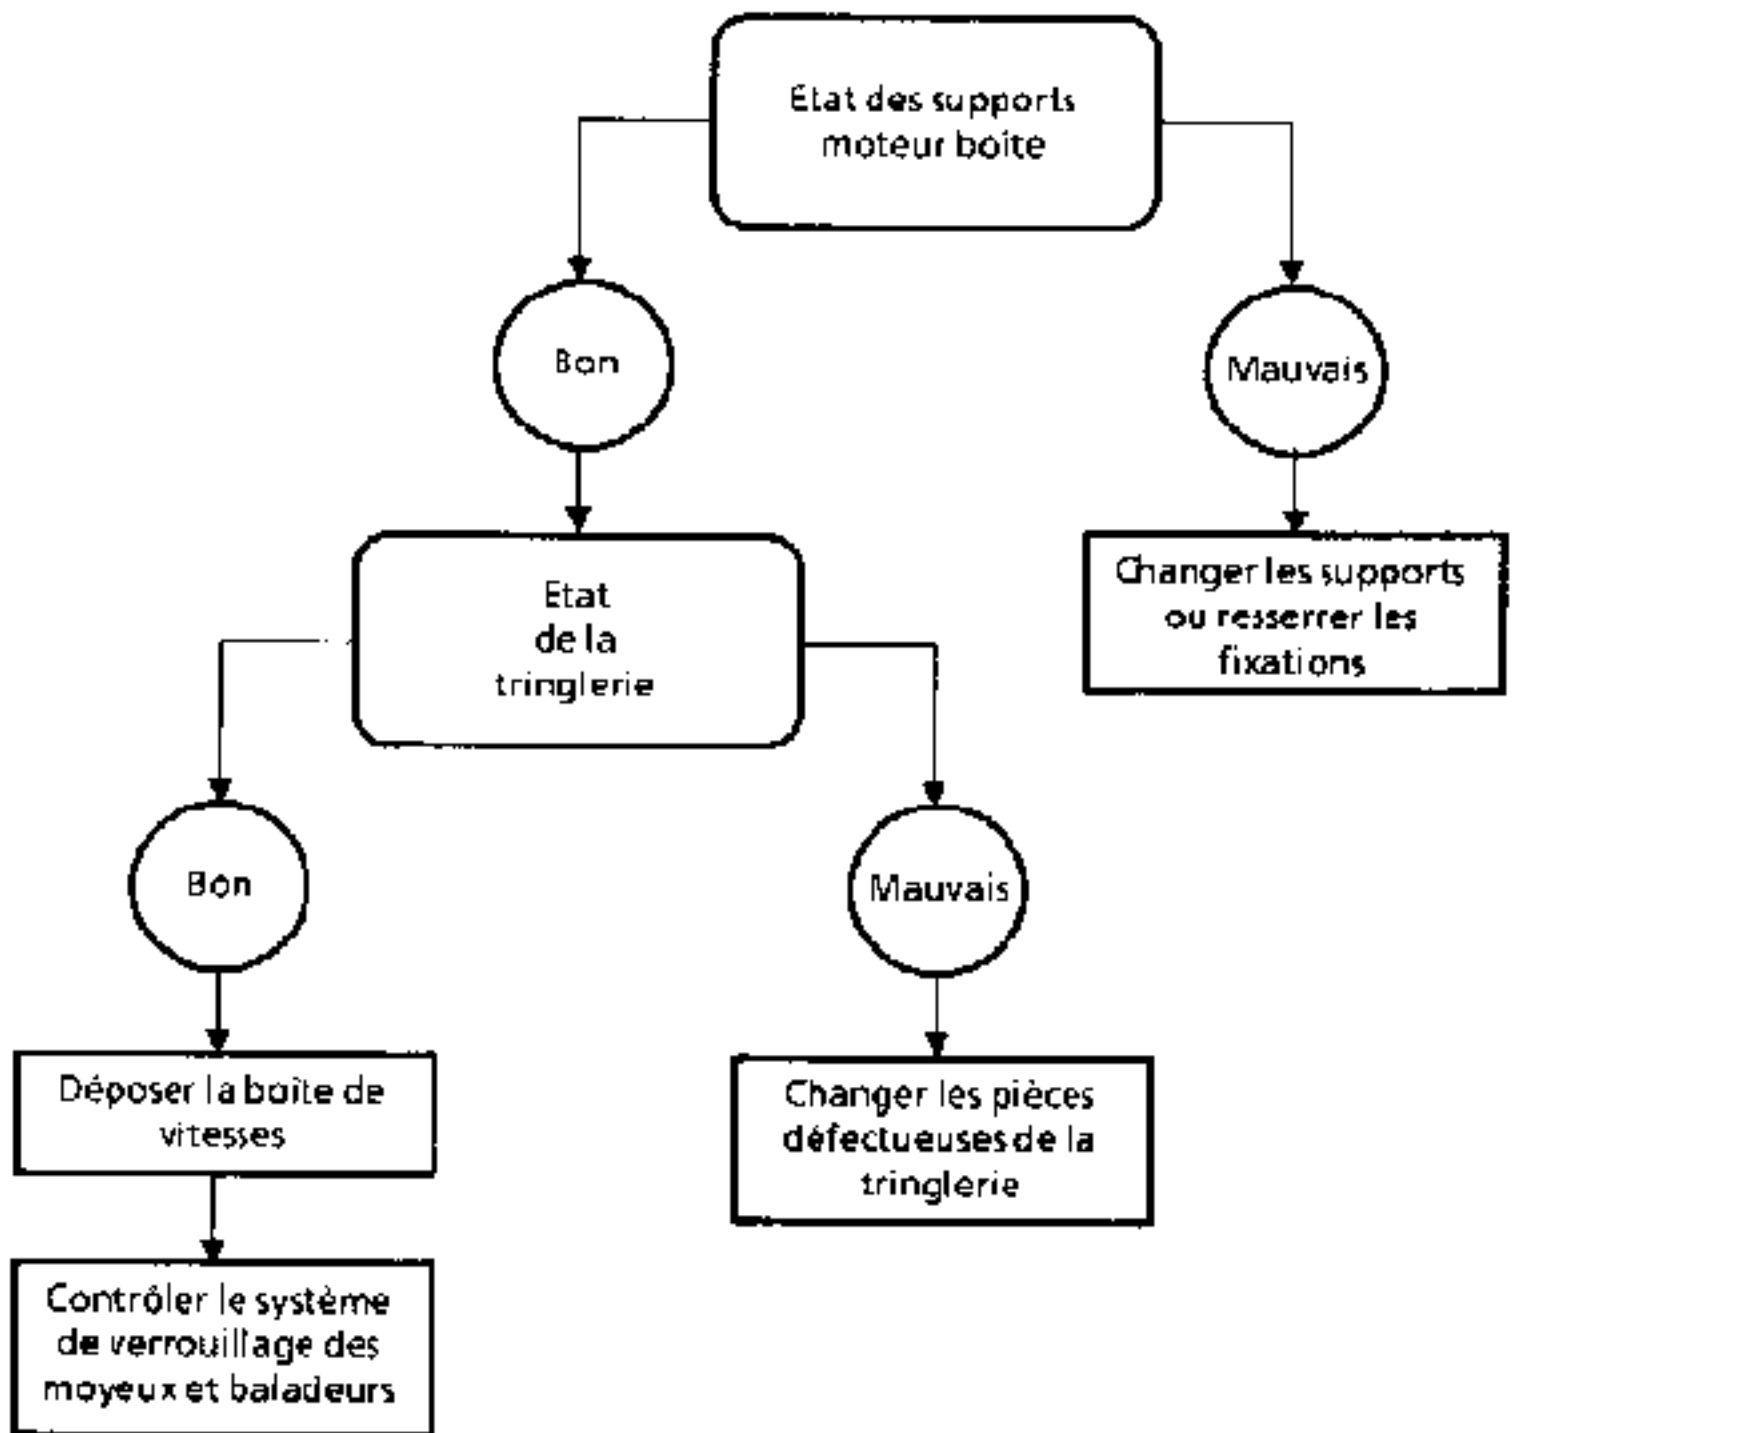 Etat des supports
moteur boite
Bon
Mauvais
Etat
de la
tringlerie
Changer les supports
ou resserrer les
fixations
Bon
Mauvais
Déposer la boîte de
vitesses
Changer les pièces
défectueuses de la
tringlerie
Contrôler le système
de verrouillage des
moyeux et baladeurs